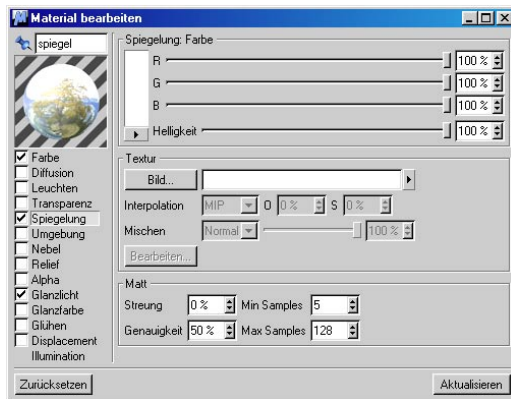 Material bearbeiten
spiegel
Spiegelung: Farbe
R 100 %
G 100 %
B 100 %
Helligkeit 100 %
Farbe
Diffusion
Leuchten
Transparenz
Spiegelung
Umgebung
Nebel
Relief
Alpha
Glanzlicht
Glanzfarbe
Glühen
Displacement
Illumination
Textur
Bild...
Interpolation MIP O 0 % S 0 %
Mischen Normal 100 %
Bearbeiten...
Matt
Streuung 0 % Min Samples 5
Genauigkeit 50 % Max Samples 128
Zurücksetzen Aktualisieren